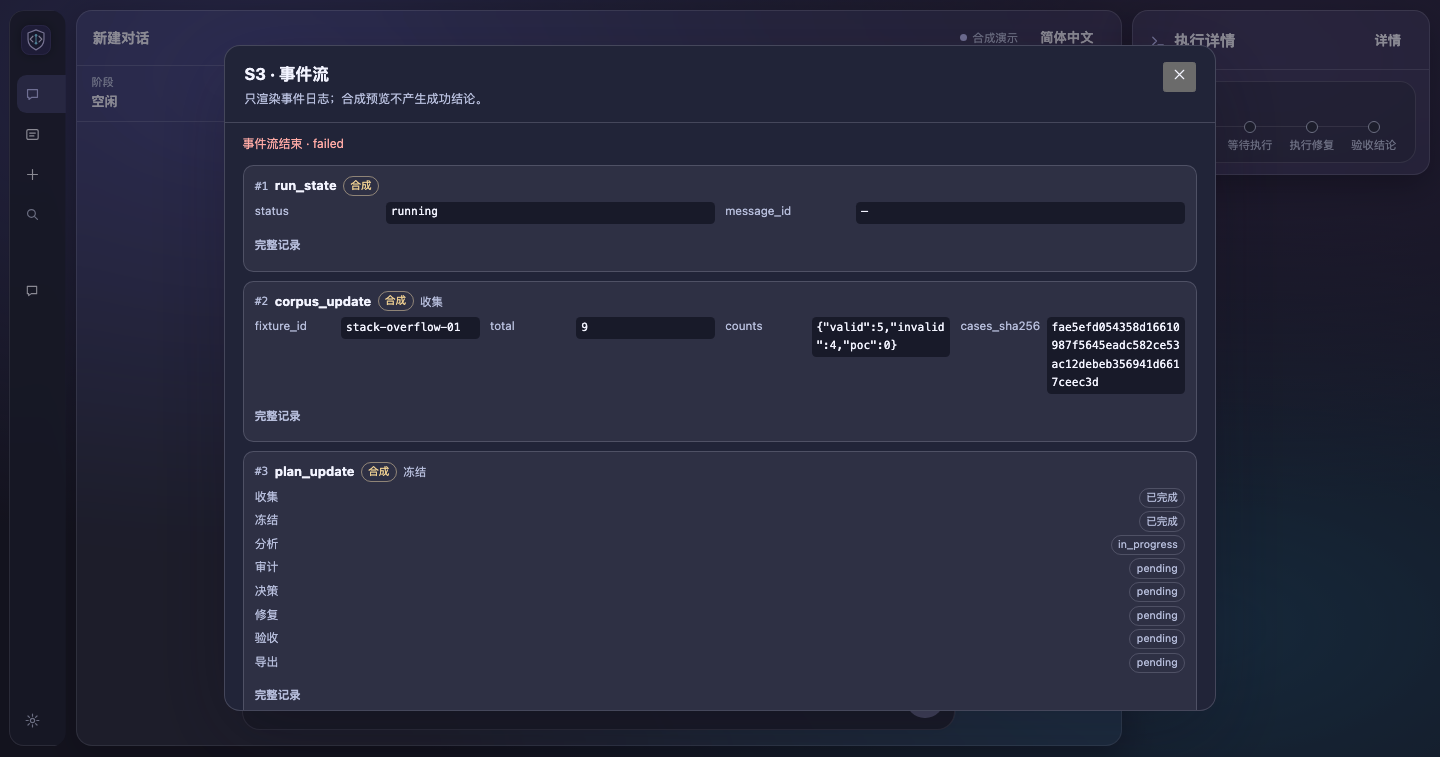 新建对话
合成演示
简体中文
执行详情
详情
阶段
空闲
S3 · 事件流
只渲染事件日志；合成预览不产生成功结论。
等待执行
执行修复
验收结论
事件流结束 · failed
#1 run_state 合成
status running message_id —
完整记录
#2 corpus_update 合成 收集
fixture_id stack-overflow-01 total 9 counts {"valid":5,"invalid
":4,"poc":0}
cases_sha256 fae5efd054358d16610
987f5645eadc582ce53
ac12debeb356941d661
7ceec3d
完整记录
#3 plan_update 合成 冻结
收集 已完成
冻结 已完成
分析 in_progress
审计 pending
决策 pending
修复 pending
验收 pending
导出 pending
完整记录